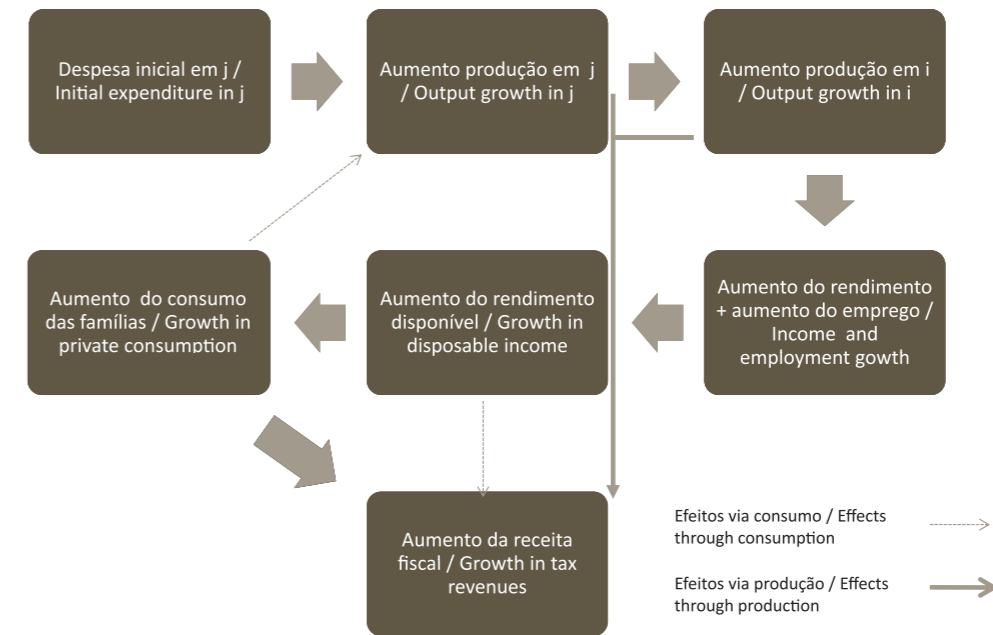 Despesa inicial em j /
Initial expenditure in j
Aumento produção em j
/ Output growth in j
Aumento produção em i
/ Output growth in i
Aumento do consumo
das famílias / Growth in
private consumption
Aumento do rendimento
disponível / Growth in
disposable income
Aumento do rendimento
+ aumento do emprego /
Income and
employment gowth
Aumento da receita
fiscal / Growth in tax
revenues
Efeitos via consumo / Effects
through consumption
Efeitos via produção / Effects
through production